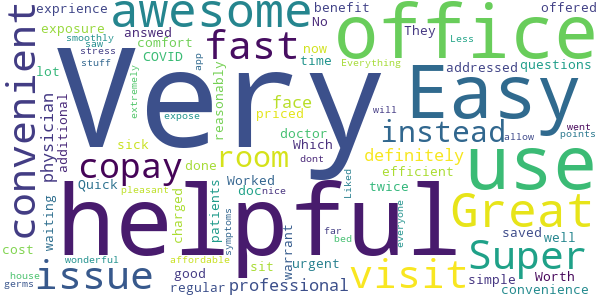 Very
helpful
office
Easy
use
awesome
convenient
fast
Great
Super
visit
issue
copay
room
instead
exprience
exposure
lot
physician
additional
smoothly
saw
stress
stuff
answered
comfort
COVID
extremely
app
expose
reasonably
benefit
No
They
now
time
Less
offered
Everything
addressed
questions
face
priced
doctor
Which
dont
will
allow
went
points
definitely
efficient
twice
sick
done
Quick
Worked
doc
nice
pleasant
waiting
charged
patients
symptoms
wonderful
affordable
cost
house
germs
good
regular
sit
professional
urgent
warrant
far
bed
Liked
everyone
saved
well
simple
Worth
convenience